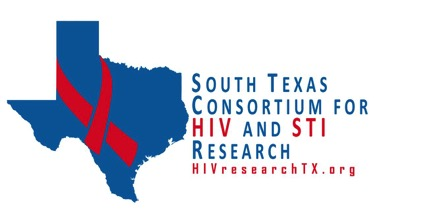 South Texas
Consortium for
HIV and STI
Research
HIVresearchTX.org